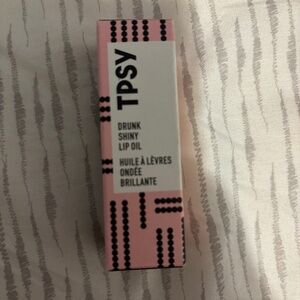 TPSY
DRUNK
SHINY
LIP OIL
HUILE À LÈVRES
ONDÉE
BRILLANTE